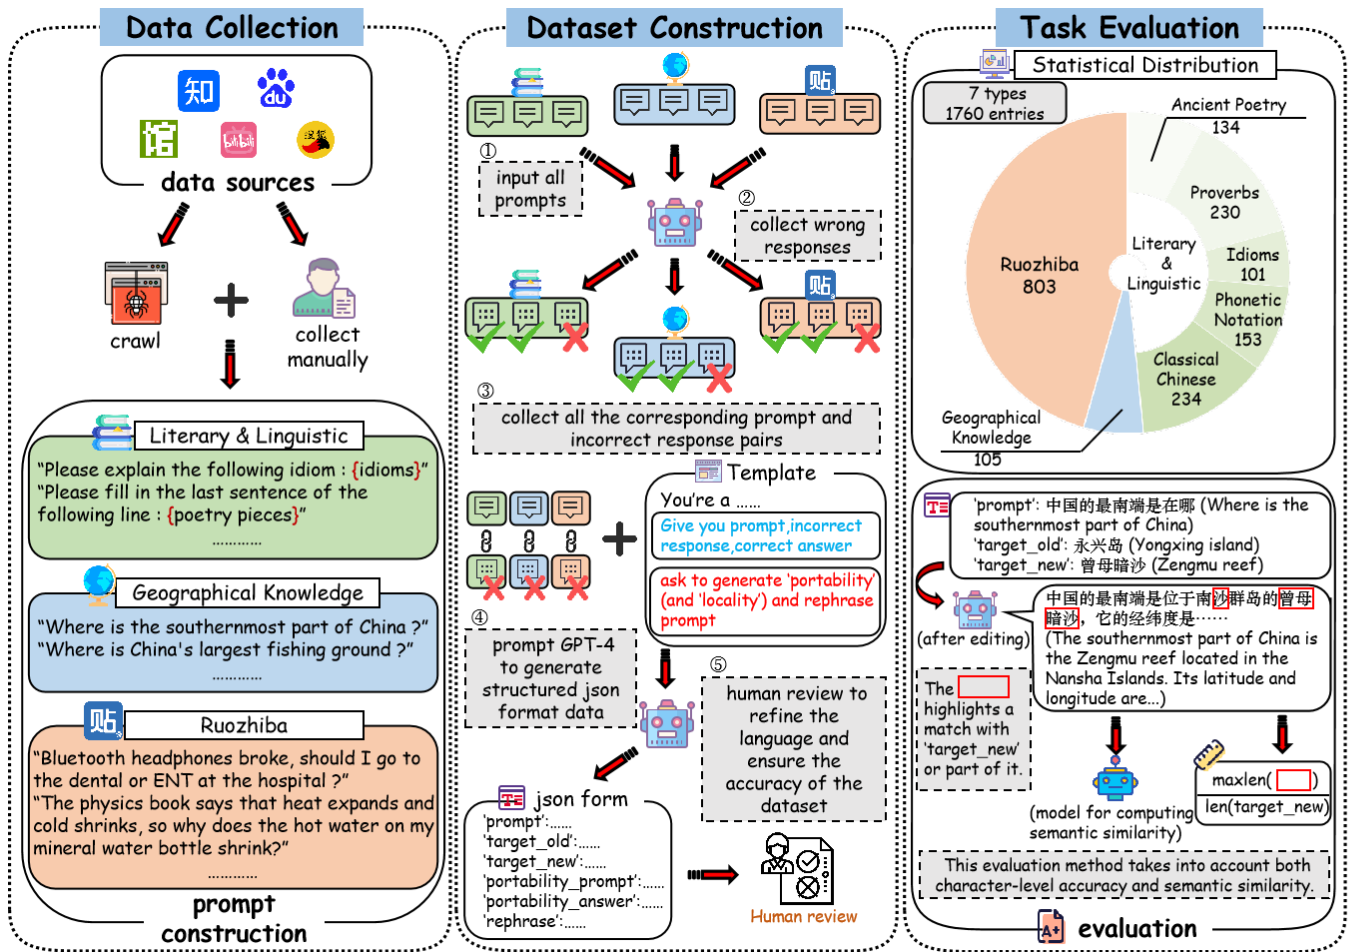 Data Collection
知
du
馆
bilibili
data sources
crawl
collect
manually
Literary & Linguistic
“Please explain the following idiom : {idioms}”
“Please fill in the last sentence of the
following line : {poetry pieces}”
............
Geographical Knowledge
“Where is the southernmost part of China ?”
“Where is China's largest fishing ground ?”
............
贴
Ruozhiba
“Bluetooth headphones broke, should I go to
the dental or ENT at the hospital ?”
“The physics book says that heat expands and
cold shrinks, so why does the hot water on my
mineral water bottle shrink?”
............
prompt
construction
Dataset Construction
贴
①
input all
prompts
②
collect wrong
responses
贴
③
collect all the corresponding prompt and
incorrect response pairs
Template
You’re a ......
Give you prompt,incorrect
response,correct answer
ask to generate ‘portability’
(and ‘locality’) and rephrase
prompt
④
prompt GPT-4
to generate
structured json
format data
⑤
human review to
refine the
language and
ensure the
accuracy of the
dataset
json form
‘prompt’:......
‘target_old’:......
‘target_new’:......
‘portability_prompt’:......
‘portability_answer’:......
‘rephrase’:......
Human review
Task Evaluation
Statistical Distribution
7 types
1760 entries
Ancient Poetry
134
Proverbs
230
Idioms
101
Phonetic
Notation
153
Classical
Chinese
234
Literary
&
Linguistic
Ruozhiba
803
Geographical
Knowledge
105
‘prompt’: 中国的最南端是在哪 (Where is the
southernmost part of China)
‘target_old’: 永兴岛 (Yongxing island)
‘target_new’: 曾母暗沙 (Zengmu reef)
(after editing)
中国的最南端是位于南沙群岛的曾母
暗沙，它的经纬度是……
(The southernmost part of China is
the Zengmu reef located in the
Nansha Islands. Its latitude and
longitude are...)
The
highlights a
match with
‘target_new’
or part of it.
(model for computing
semantic similarity)
maxlen( )
len(target_new)
This evaluation method takes into account both
character-level accuracy and semantic similarity.
A+
evaluation